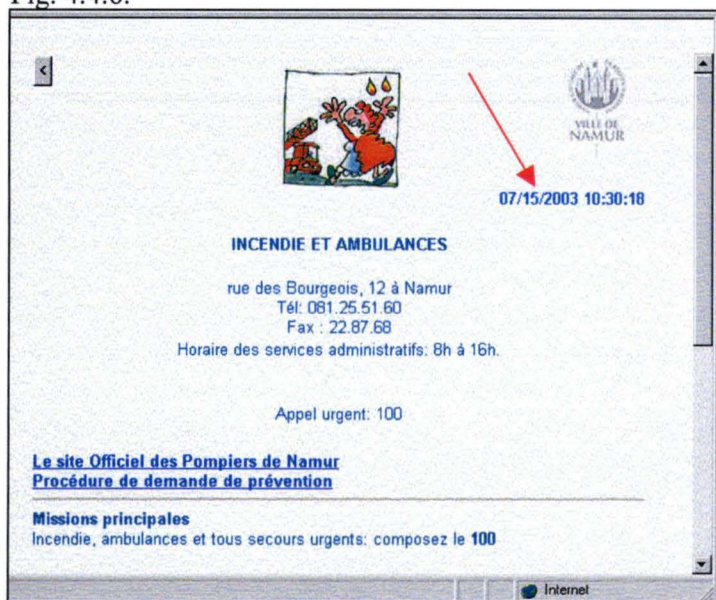 Fig. 4.4.6.
<
VILLE DE
NAMUR
07/15/2003 10:30:18
INCENDIE ET AMBULANCES
rue des Bourgeois, 12 à Namur
Tél: 081.25.51.60
Fax : 22.87.68
Horaire des services administratifs: 8h à 16h.
Appel urgent: 100
Le site Officiel des Pompiers de Namur
Procédure de demande de prévention
Missions principales
Incendie, ambulances et tous secours urgents: composez le 100
Internet